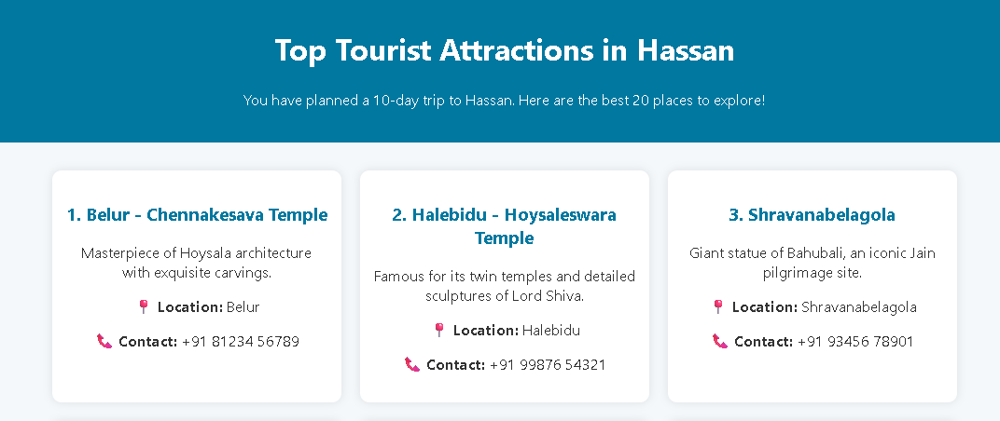 Top Tourist Attractions in Hassan
You have planned a 10-day trip to Hassan. Here are the best 20 places to explore!
1. Belur - Chennakesava Temple
Masterpiece of Hoysala architecture
with exquisite carvings.
📍 Location: Belur
📞 Contact: +91 81234 56789
2. Halebidu - Hoysaleswara
Temple
Famous for its twin temples and detailed
sculptures of Lord Shiva.
📍 Location: Halebidu
📞 Contact: +91 99876 54321
3. Shravanabelagola
Giant statue of Bahubali, an iconic Jain
pilgrimage site.
📍 Location: Shravanabelagola
📞 Contact: +91 93456 78901